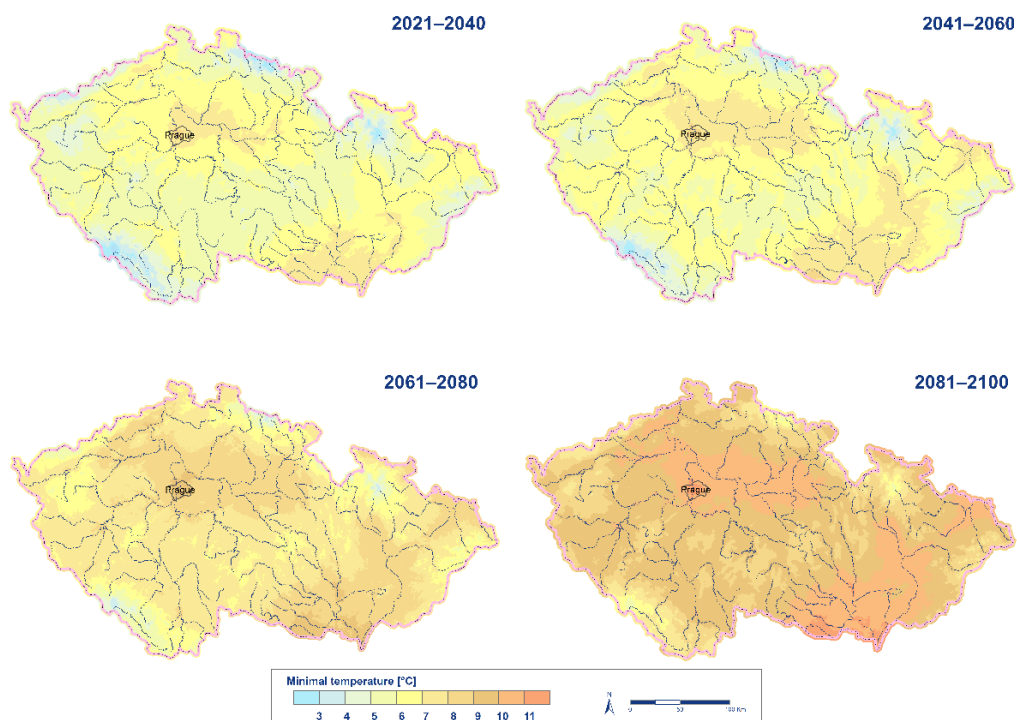 2021–2040
2041–2060
Prague
Prague
2061–2080
2081–2100
Prague
Prague
Minimal temperature [°C]
3 4 5 6 7 8 9 10 11
N
0 50 100 Km